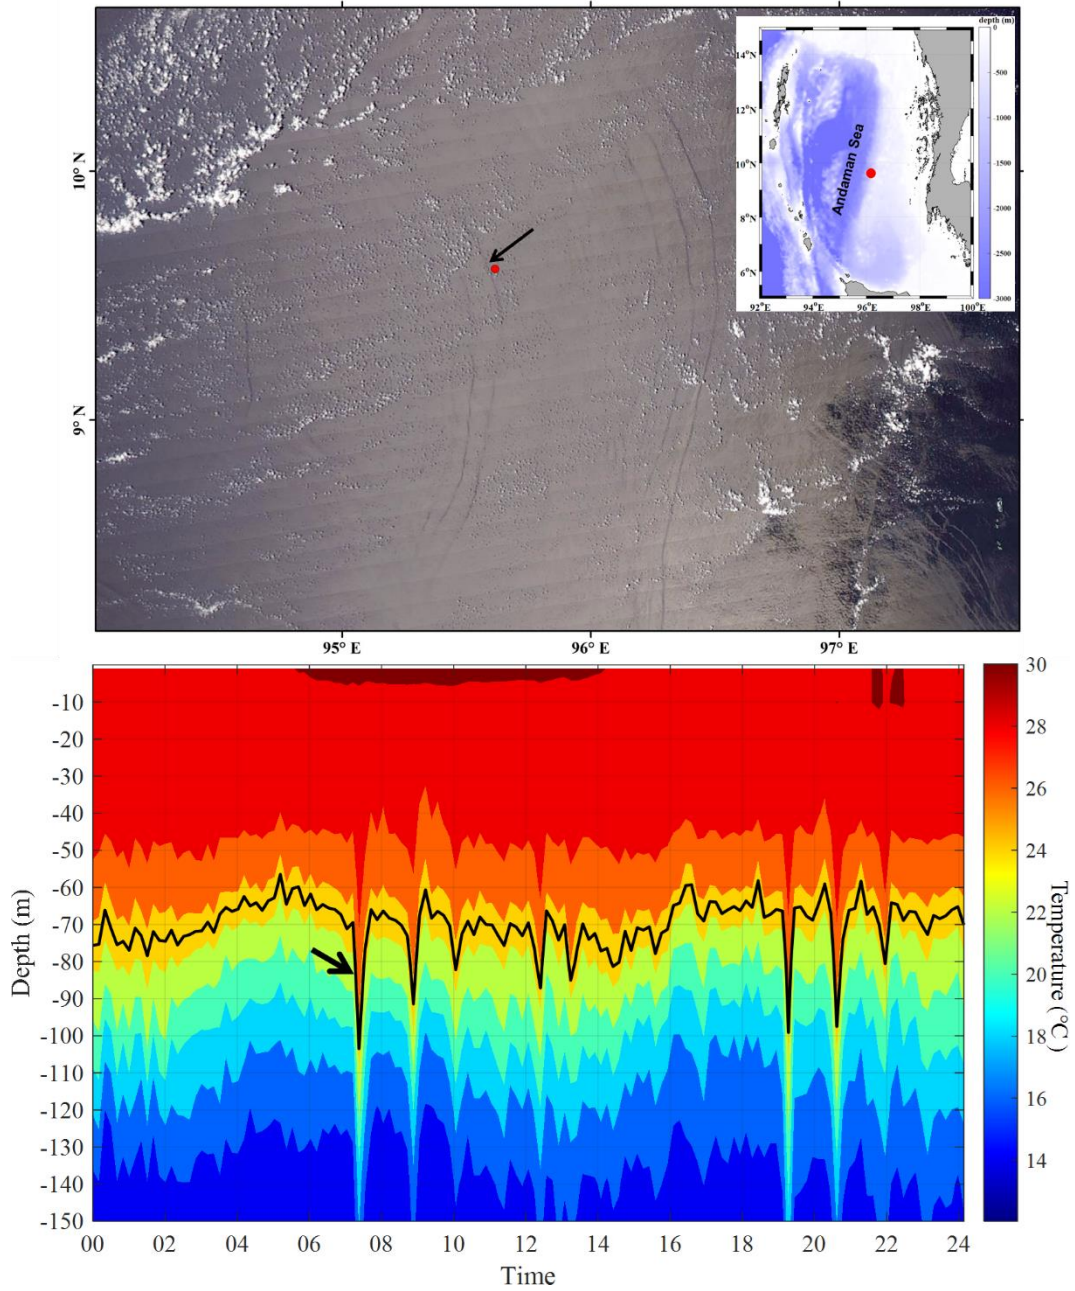 depth (m)
14°N
12°N
10°N
8°N
6°N
92°E
94°E
96°E
98°E
100°E
Andaman Sea
0
-500
-1000
-1500
-2000
-2500
-3000
10° N
9° N
95° E
96° E
97° E
-10
-20
-30
-40
-50
-60
-70
-80
-90
-100
-110
-120
-130
-140
-150
Depth (m)
00
02
04
06
08
10
12
14
16
18
20
22
24
Time
30
28
26
24
22
20
18
16
14
Temperature (°C)